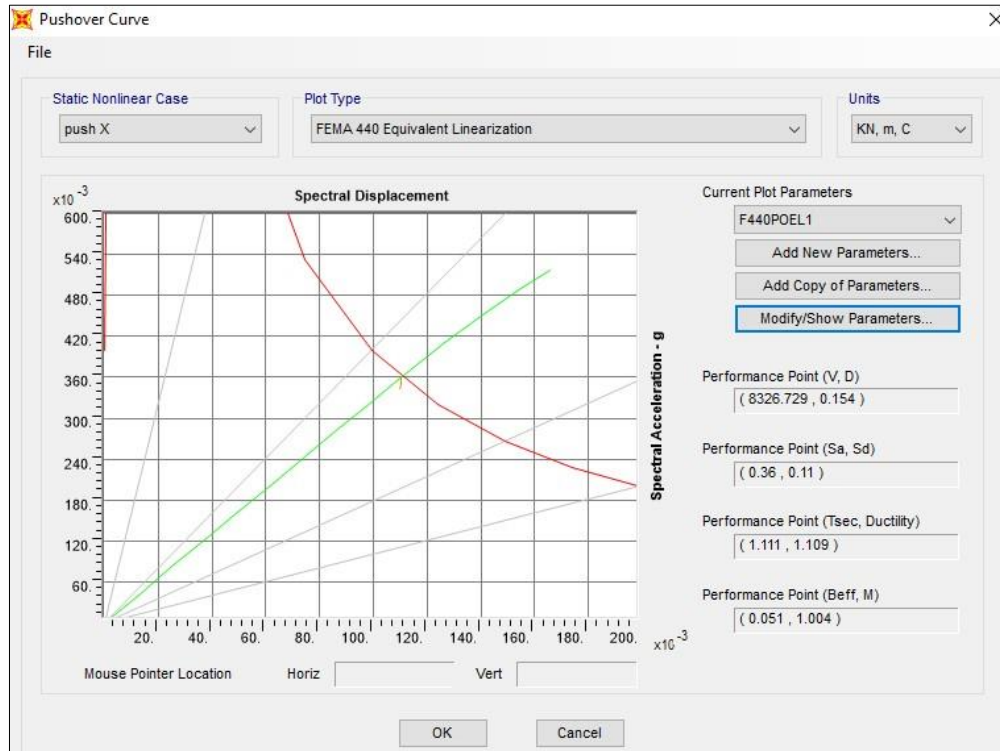 Pushover Curve
File
Static Nonlinear Case
push X
Plot Type
FEMA 440 Equivalent Linearization
Units
KN, m, C
x10 -3
Spectral Displacement
600.
540.
480.
420.
360.
300.
240.
180.
120.
60.
20. 40. 60. 80. 100. 120. 140. 160. 180. 200.
x10 -3
Spectral Acceleration - g
Mouse Pointer Location Horiz Vert
Current Plot Parameters
F440POEL1
Add New Parameters...
Add Copy of Parameters...
Modify/Show Parameters...
Performance Point (V, D)
( 8326.729 , 0.154 )
Performance Point (Sa, Sd)
( 0.36 , 0.11 )
Performance Point (Tsec, Ductility)
( 1.111 , 1.109 )
Performance Point (Beff, M)
( 0.051 , 1.004 )
OK Cancel